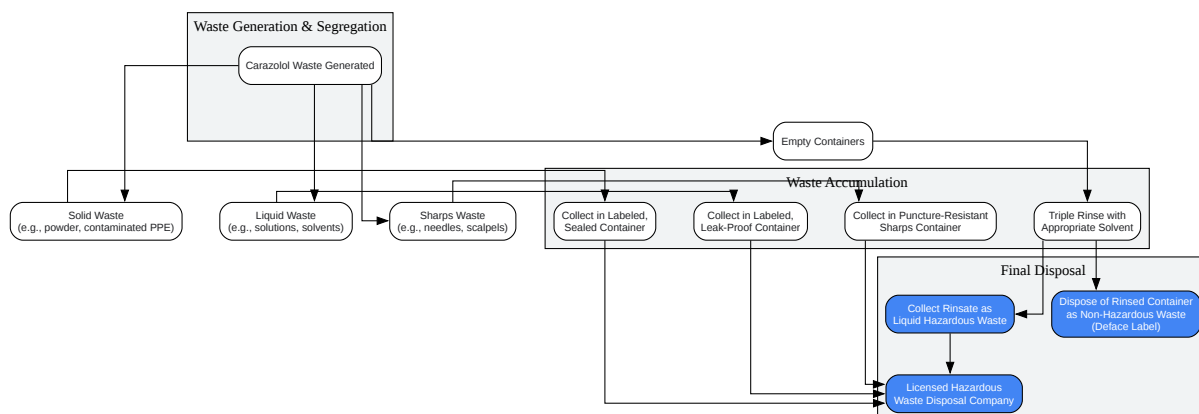 Waste Generation & Segregation
Carazolol Waste Generated
Empty Containers
Waste Accumulation
Solid Waste
(e.g., powder, contaminated PPE)
Liquid Waste
(e.g., solutions, solvents)
Sharps Waste
(e.g., needles, scalpels)
Collect in Labeled,
Sealed Container
Collect in Labeled,
Leak-Proof Container
Collect in Puncture-Resistant
Sharps Container
Triple Rinse with
Appropriate Solvent
Final Disposal
Collect Rinsate as
Liquid Hazardous Waste
Dispose of Rinsed Container
as Non-Hazardous Waste
(Deface Label)
Licensed Hazardous
Waste Disposal Company